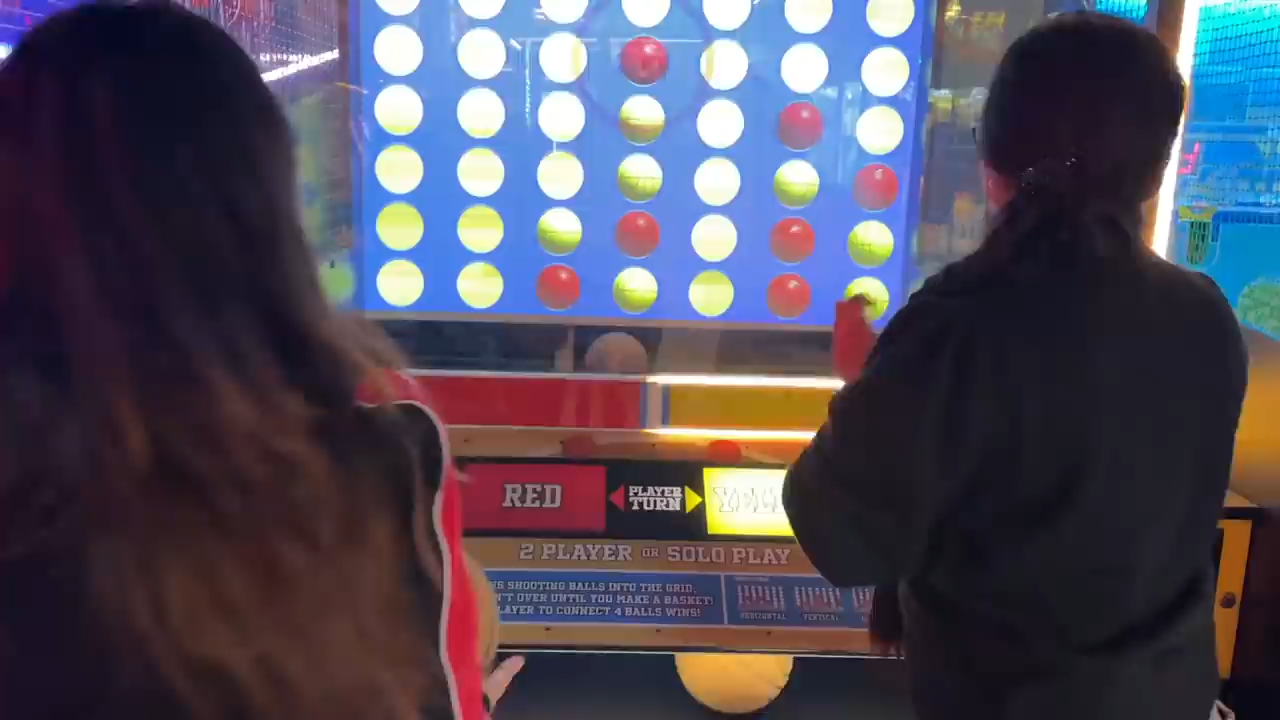 RED
PLAYER
TURN
2 PLAYER OR SOLO PLAY
SHOOTING BALLS INTO THE GRID;
OVER UNTIL YOU MAKE A BASKET!
TO CONNECT 4 BALLS WINS!
HORIZONTAL VERTICAL